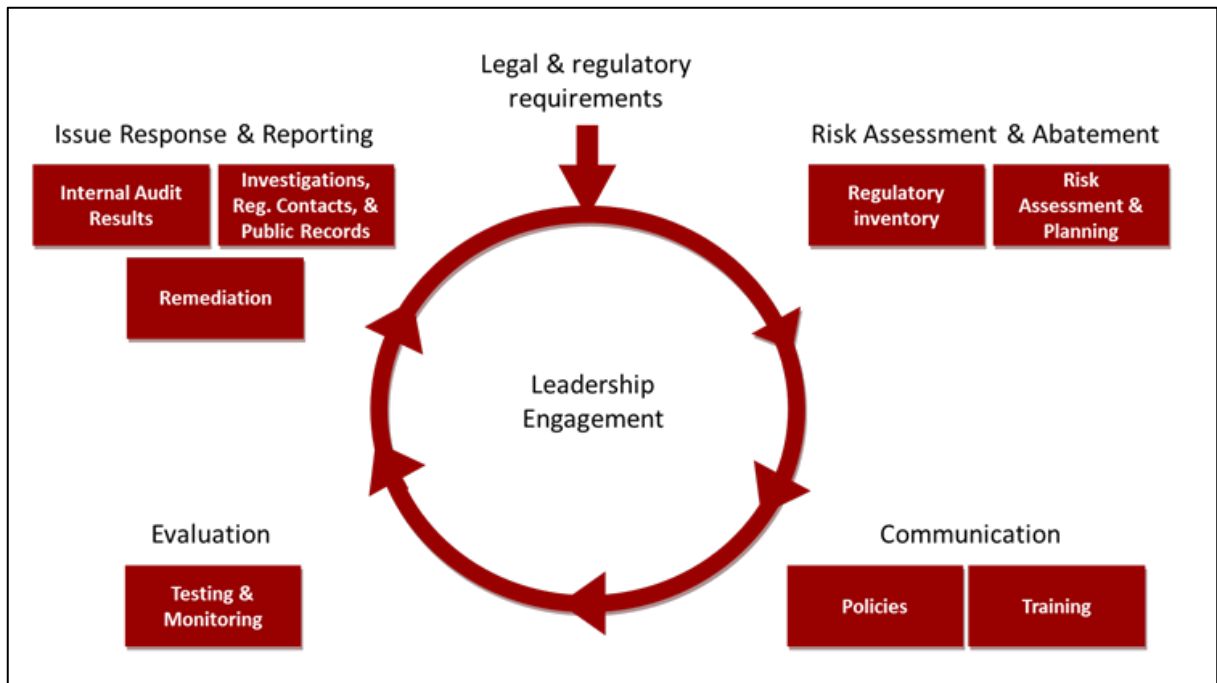 Legal & regulatory
requirements
Issue Response & Reporting
Internal Audit
Results
Investigations,
Reg. Contacts, &
Public Records
Remediation
Risk Assessment & Abatement
Regulatory
inventory
Risk
Assessment &
Planning
Leadership
Engagement
Evaluation
Testing &
Monitoring
Communication
Policies
Training